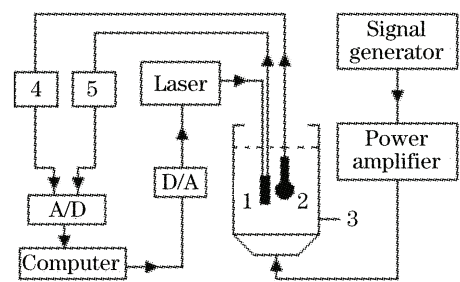 Signal
generator
4
5
Laser
Power
amplifier
D/A
1
2
3
A/D
Computer